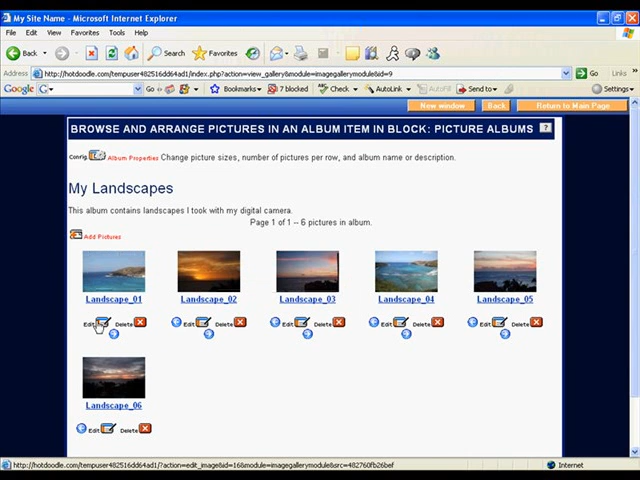 My Site Name - Microsoft Internet Explorer
File Edit View Favorites Tools Help
Back Search Favorites
Address http://hotdoodle.com/tempuser482516dd64ad1/index.php?action=view_gallery&module=imagegallerymodule&id=9 Go Links
Google G Go Bookmarks 7 blocked Check AutoLink AutoFill Send to Settings
New window Back Return to Main Page
BROWSE AND ARRANGE PICTURES IN AN ALBUM ITEM IN BLOCK: PICTURE ALBUMS ?
Config Album Properties Change picture sizes, number of pictures per row, and album name or description.
My Landscapes
This album contains landscapes I took with my digital camera.
Page 1 of 1 -- 6 pictures in album.
Add Pictures
Landscape_01 Landscape_02 Landscape_03 Landscape_04 Landscape_05
Edit Delete Edit Delete Edit Delete Edit Delete Edit Delete
Landscape_06
Edit Delete
http://hotdoodle.com/tempuser482516dd64ad1/?action=edit_image&id=16&module=imagegallerymodule&src=482760fb26bef Internet